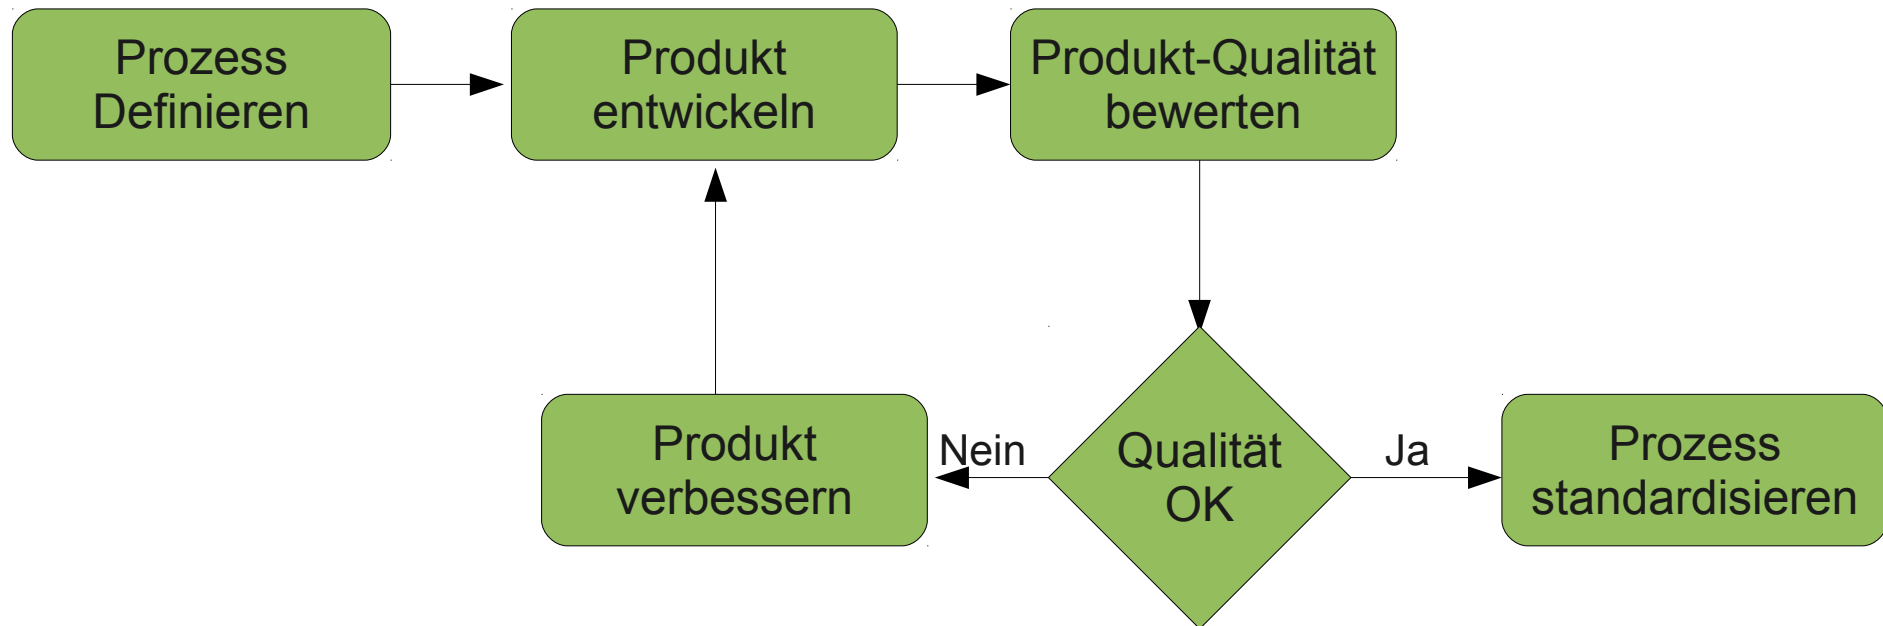 Prozess
Definieren
Produkt
entwickeln
Produkt-Qualität
bewerten
Produkt
verbessern
Nein
Qualität
OK
Ja
Prozess
standardisieren